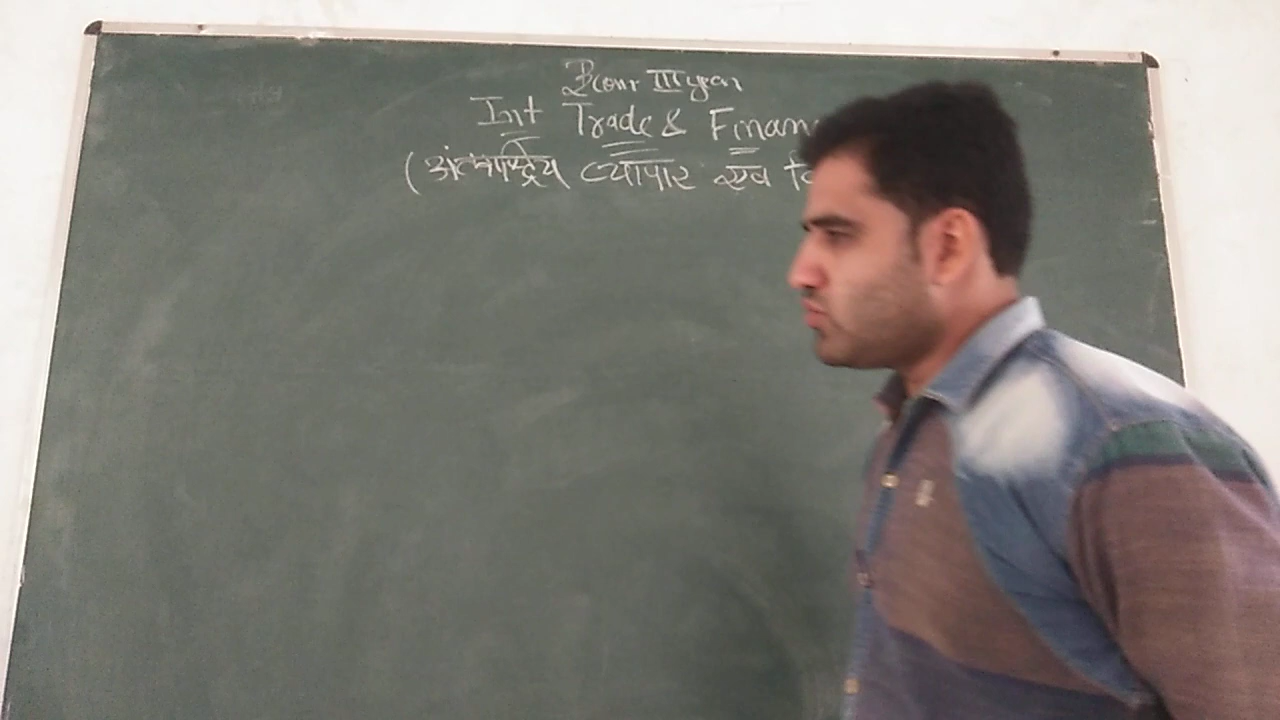 Bcom III year
Int Trade & Finan
(अंतर्राष्ट्रीय व्यापार एवं वि